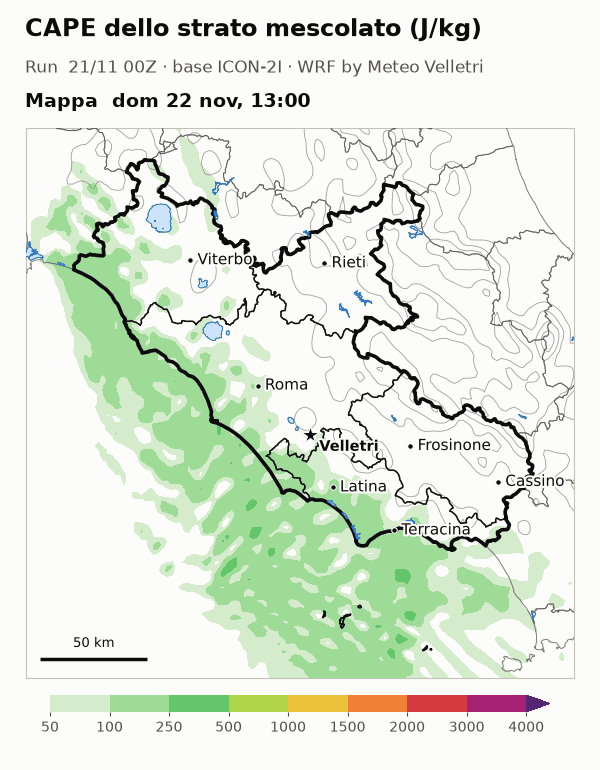 CAPE dello strato mescolato (J/kg)
Run  21/11 00Z · base ICON-2I · WRF by Meteo Velletri
Mappa  dom 22 nov, 13:00
Viterbo
Rieti
Roma
Velletri
Frosinone
Cassino
Latina
Terracina
50 km
50 100 250 500 1000 1500 2000 3000 4000